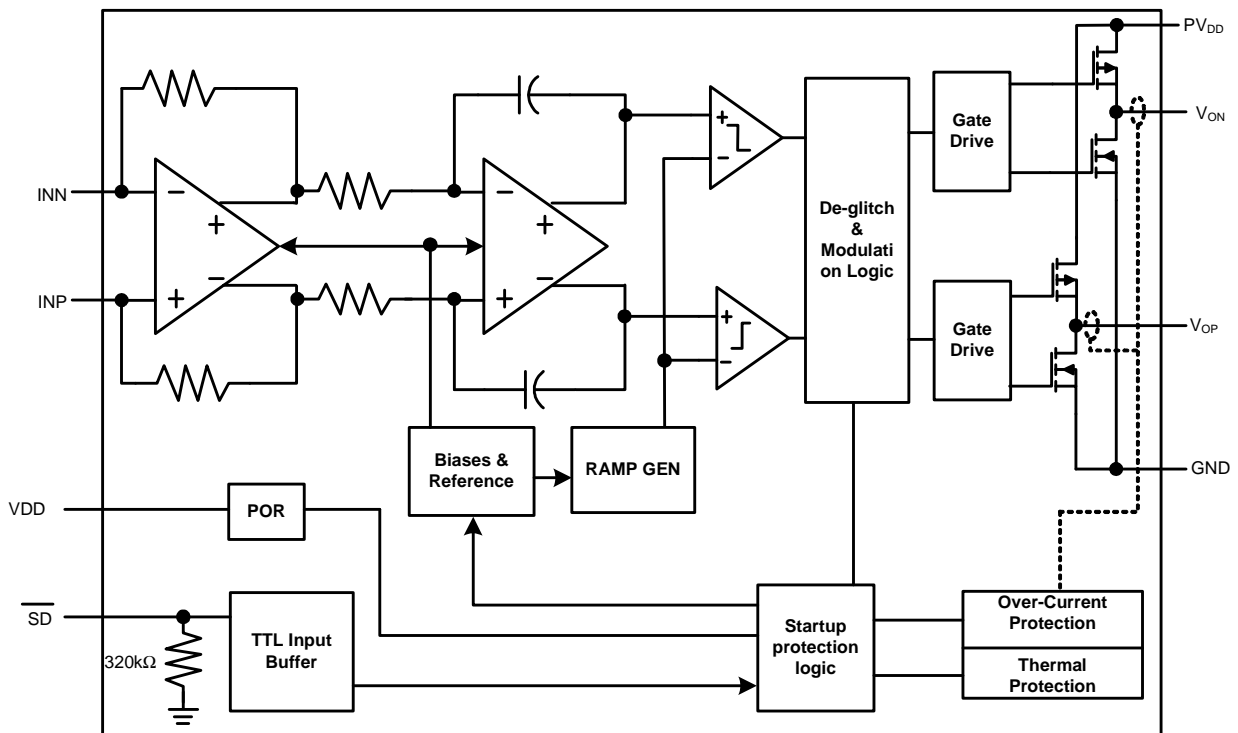 PVDD
VON
Gate
Drive
INN
− +
+ −
− +
+ −
+
−
De-glitch
&
Modulati
on Logic
INP
+
−
Gate
Drive
VOP
Biases &
Reference
RAMP GEN
GND
VDD
POR
SD
320kΩ
TTL Input
Buffer
Startup
protection
logic
Over-Current
Protection
Thermal
Protection